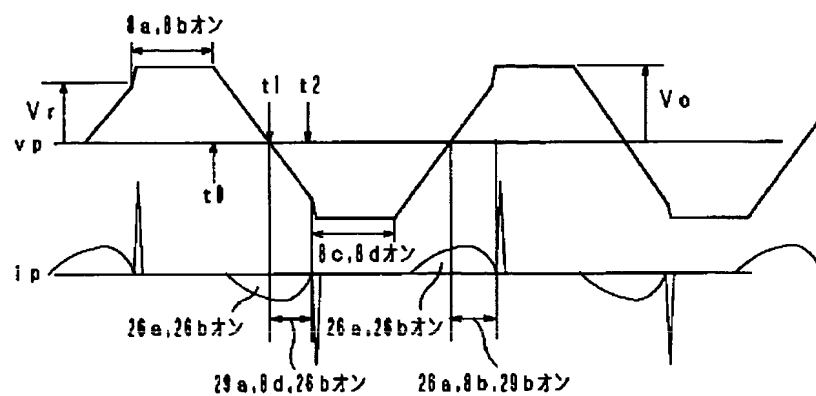 8a,8bオン
t1 t2
Vr
Vo
vp
t0
8c,8dオン
ip
26a,26bオン
26a,26bオン
29a,8d,26bオン
26a,8b,29bオン